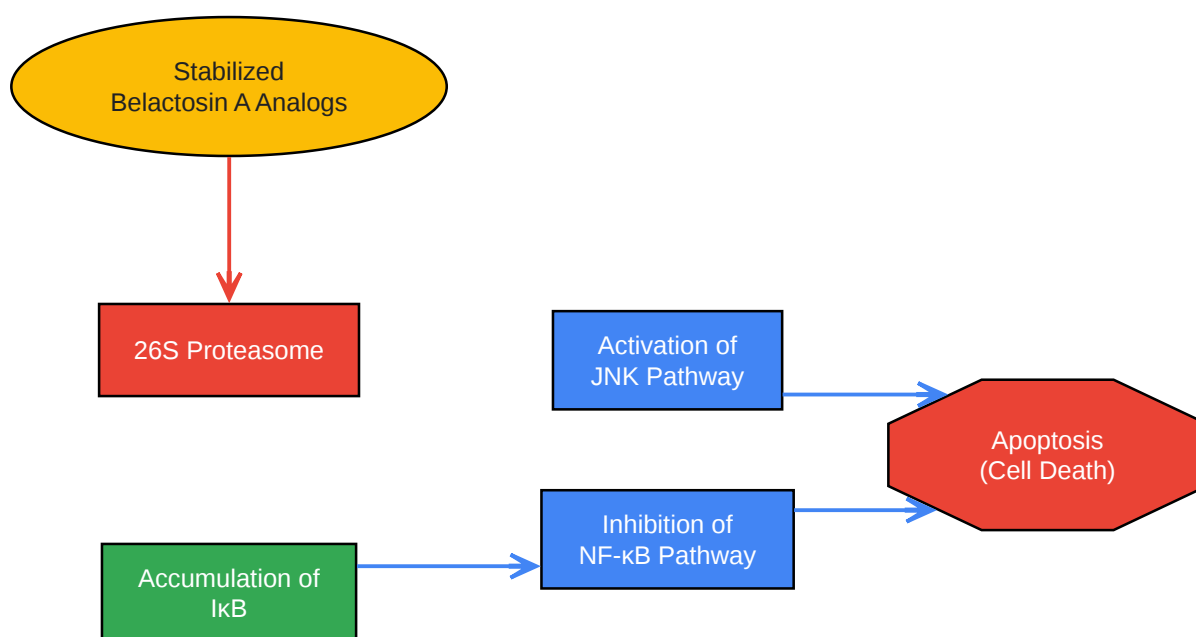 Stabilized
Belactosin A Analogs
26S Proteasome
Activation of
JNK Pathway
Apoptosis
(Cell Death)
Inhibition of
NF-κB Pathway
Accumulation of
IκB